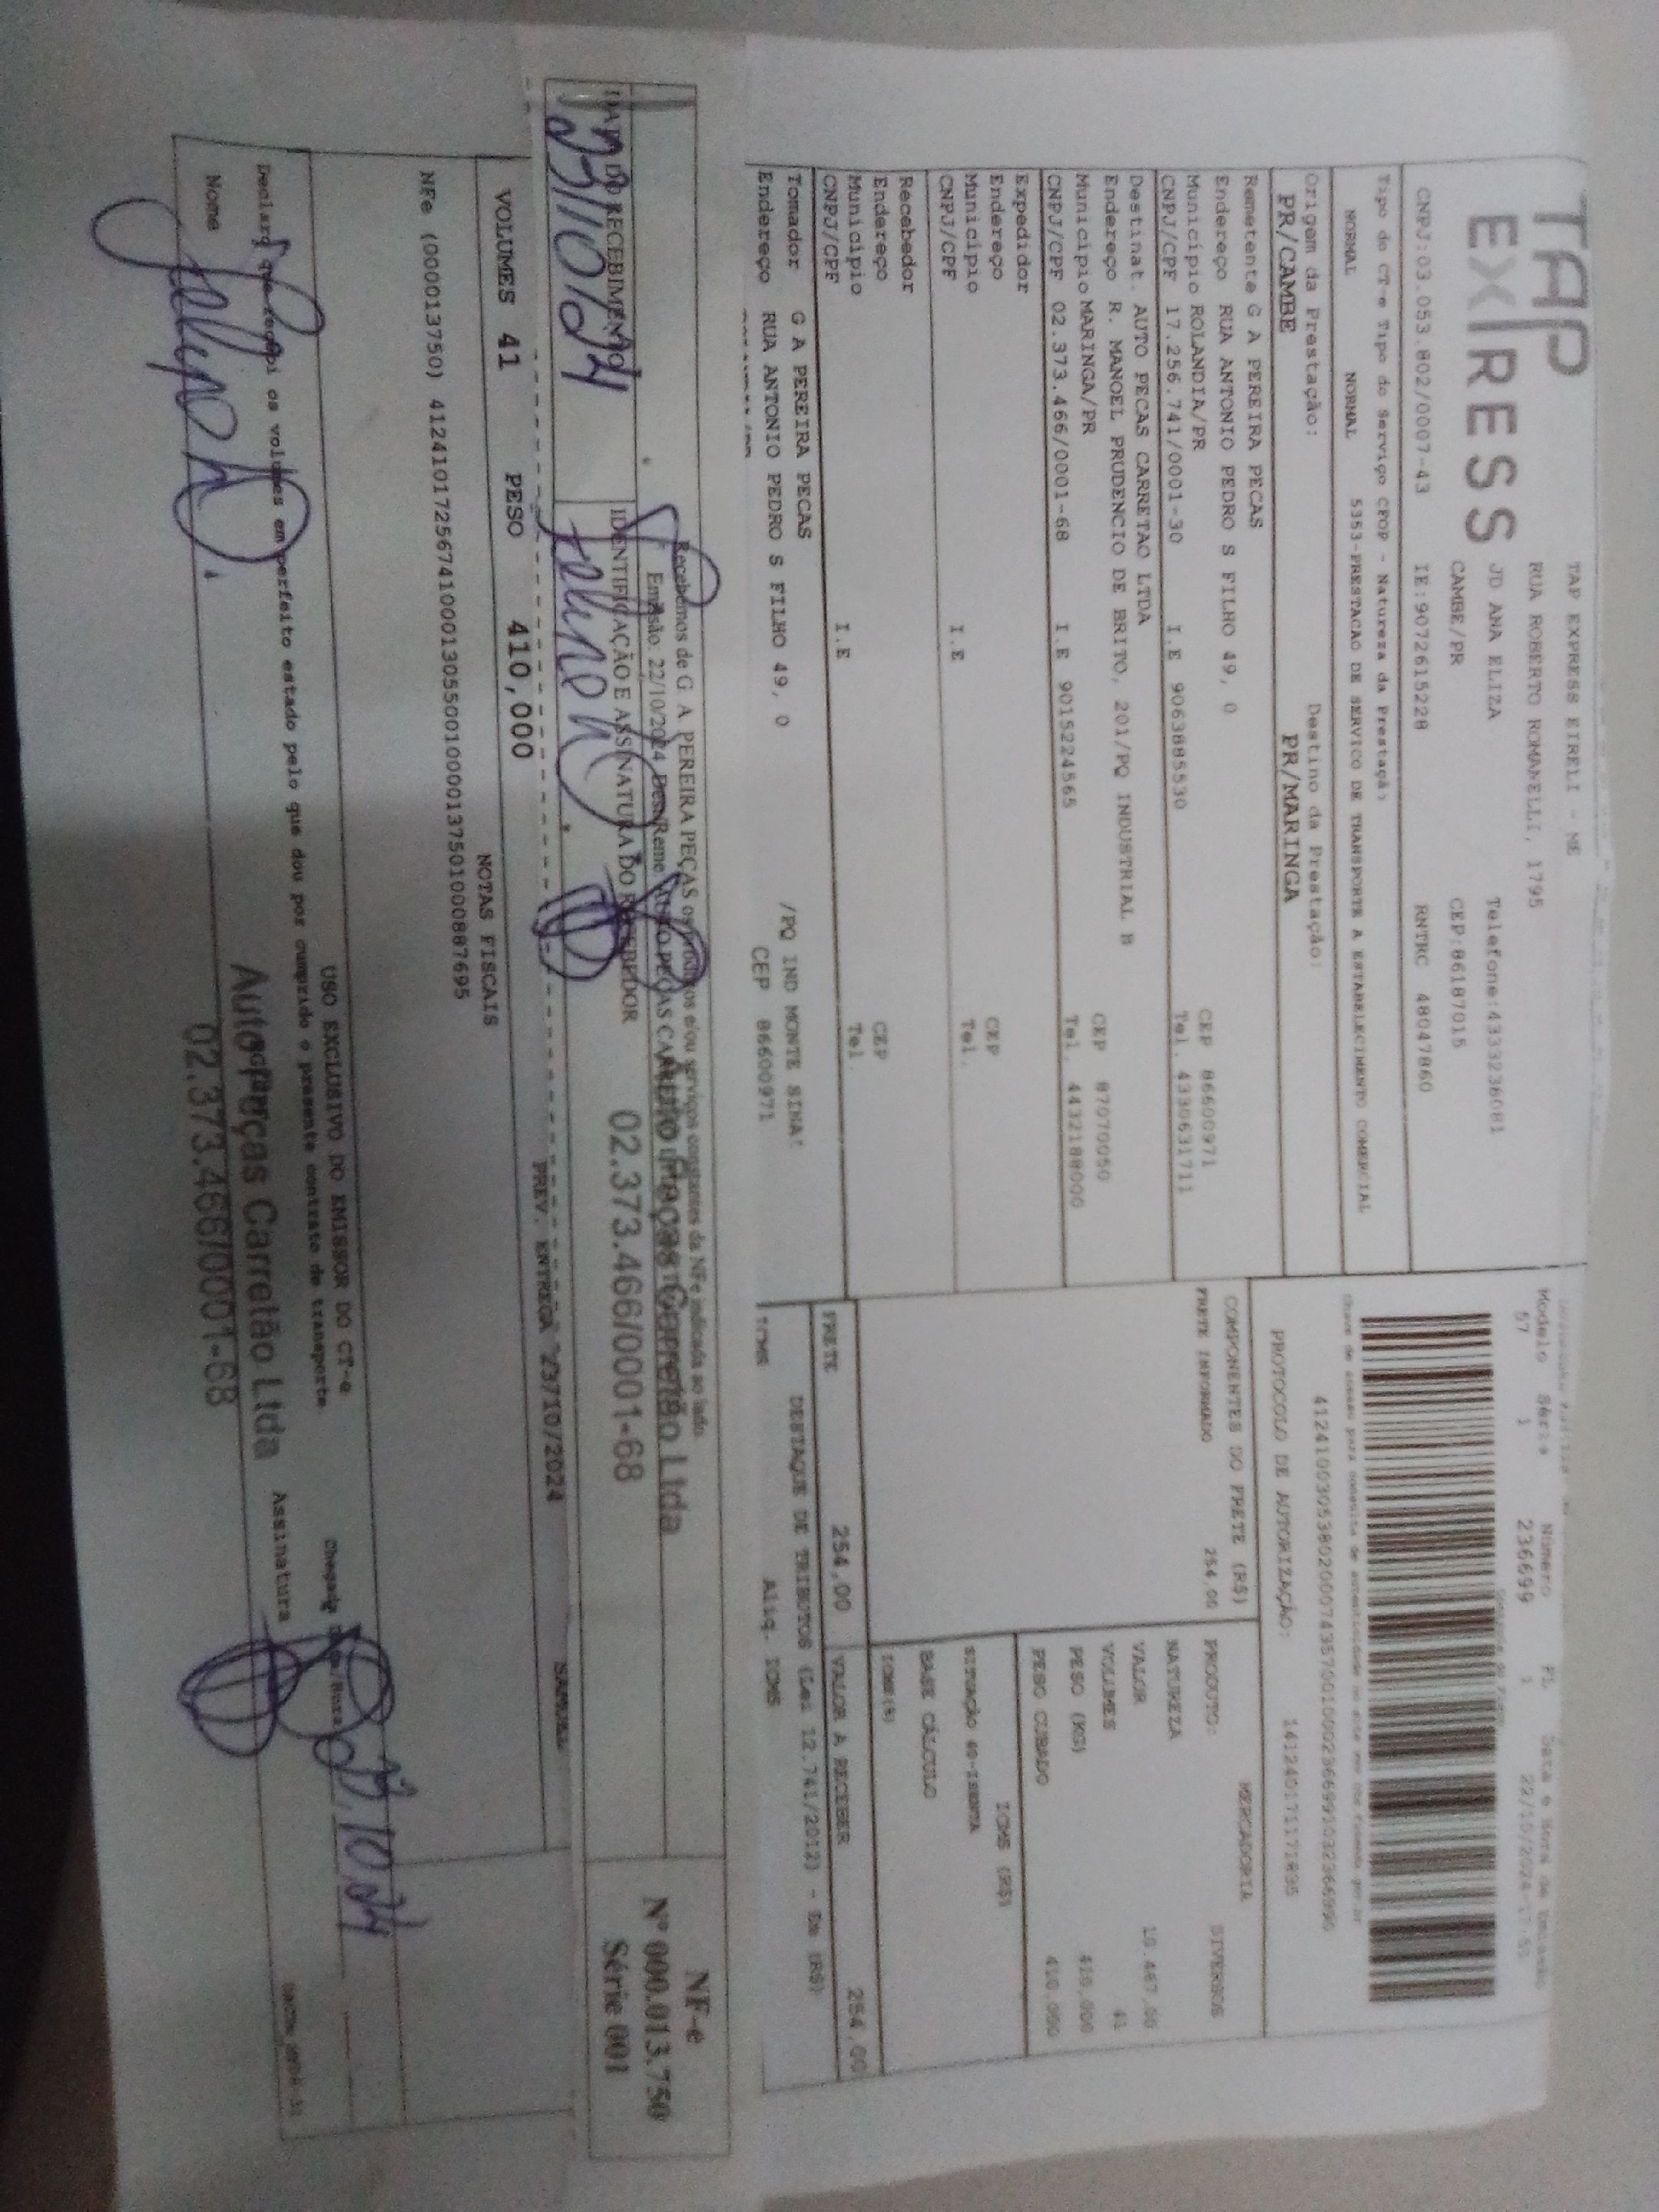 TAP
EXPRESS
TAP EXPRESS EIRELI - ME
RUA ROBERTO ROMANELLI, 1795
JD ANA ELIZA Telefone:4333236081
CAMBE/PR CEP:86187015
CNPJ:03.053.802/0007-43 IE:9072615228 RNTRC 48047860
Modelo Série Número FL Data e Hora de Emissão
57 1 236699 1 22/10/2024
Tipo do CT-e Tipo do Serviço CFOP - Natureza da Prestação
NORMAL NORMAL 5353-PRESTACAO DE SERVICO DE TRANSPORTE A ESTABELECIMENTO COMERCIAL
PROTOCOLO DE AUTORIZAÇÃO:
Origem da Prestação: Destino da Prestação:
PR/CAMBE PR/MARINGA
Remetente G A PEREIRA PECAS
Endereço RUA ANTONIO PEDRO S FILHO 49, 0
Município ROLANDIA/PR CEP 86600971
CNPJ/CPF 17.256.741/0001-30 I.E 9063885530 Tel. 433063171
Destinat. AUTO PECAS CARRETAO LTDA
Endereço R. MANOEL PRUDENCIO DE BRITO, 201/PQ INDUSTRIAL B
Município MARINGA/PR CEP 87070050
CNPJ/CPF 02.373.466/0001-68 I.E 9015224565 Tel. 4432188000
Expedidor
Endereço
Município CEP
CNPJ/CPF I.E Tel.
Recebedor
Endereço
Município CEP
CNPJ/CPF I.E Tel.
Tomador G A PEREIRA PECAS
Endereço RUA ANTONIO PEDRO S FILHO 49, 0 /PQ IND MONTE SINA'
CEP 86600971
COMPONENTES DO FRETE (R$)
FRETE INFORMADO 254,00
MERCADORIA
PRODUTO: DIVERSOS
NATUREZA
VALOR
VOLUMES 41
PESO (KG) 410,000
PESO CUBADO 410,000
ICMS (R$)
SITUAÇÃO 40-ISENTA
BASE CÁLCULO
ICMS(%)
FRETE 254,00 VALOR A RECEBER 254,00
DESTAQUE DE TRIBUTOS (Lei 12.741/2012) - Em (R$)
ICMS Aliq. ICMS
Recebemos de G. A. PEREIRA PEÇAS os produtos e/ou serviços constantes da NFe indicada ao lado
Emissão: 22/10/2024
Auto Peças Carretão Ltda
IDENTIFICAÇÃO E ASSINATURA DO RECEBEDOR
02.373.466/0001-68
DATA DO RECEBIMENTO
23/10/24
NF-e
Nº 000.013.750
Série 001
PREV. ENTREGA 23/10/2024
VOLUMES 41 PESO 410,000
NOTAS FISCAIS
NFe (000013750) 41241017256741000130550010000137501000887695
USO EXCLUSIVO DO EMISSOR DO CT-e
Declaro que recebi os volumes em perfeito estado pelo que dou por cumprido o presente contrato de transporte.
Nome
Assinatura
Auto Peças Carretão Ltda
02.373.466/0001-68